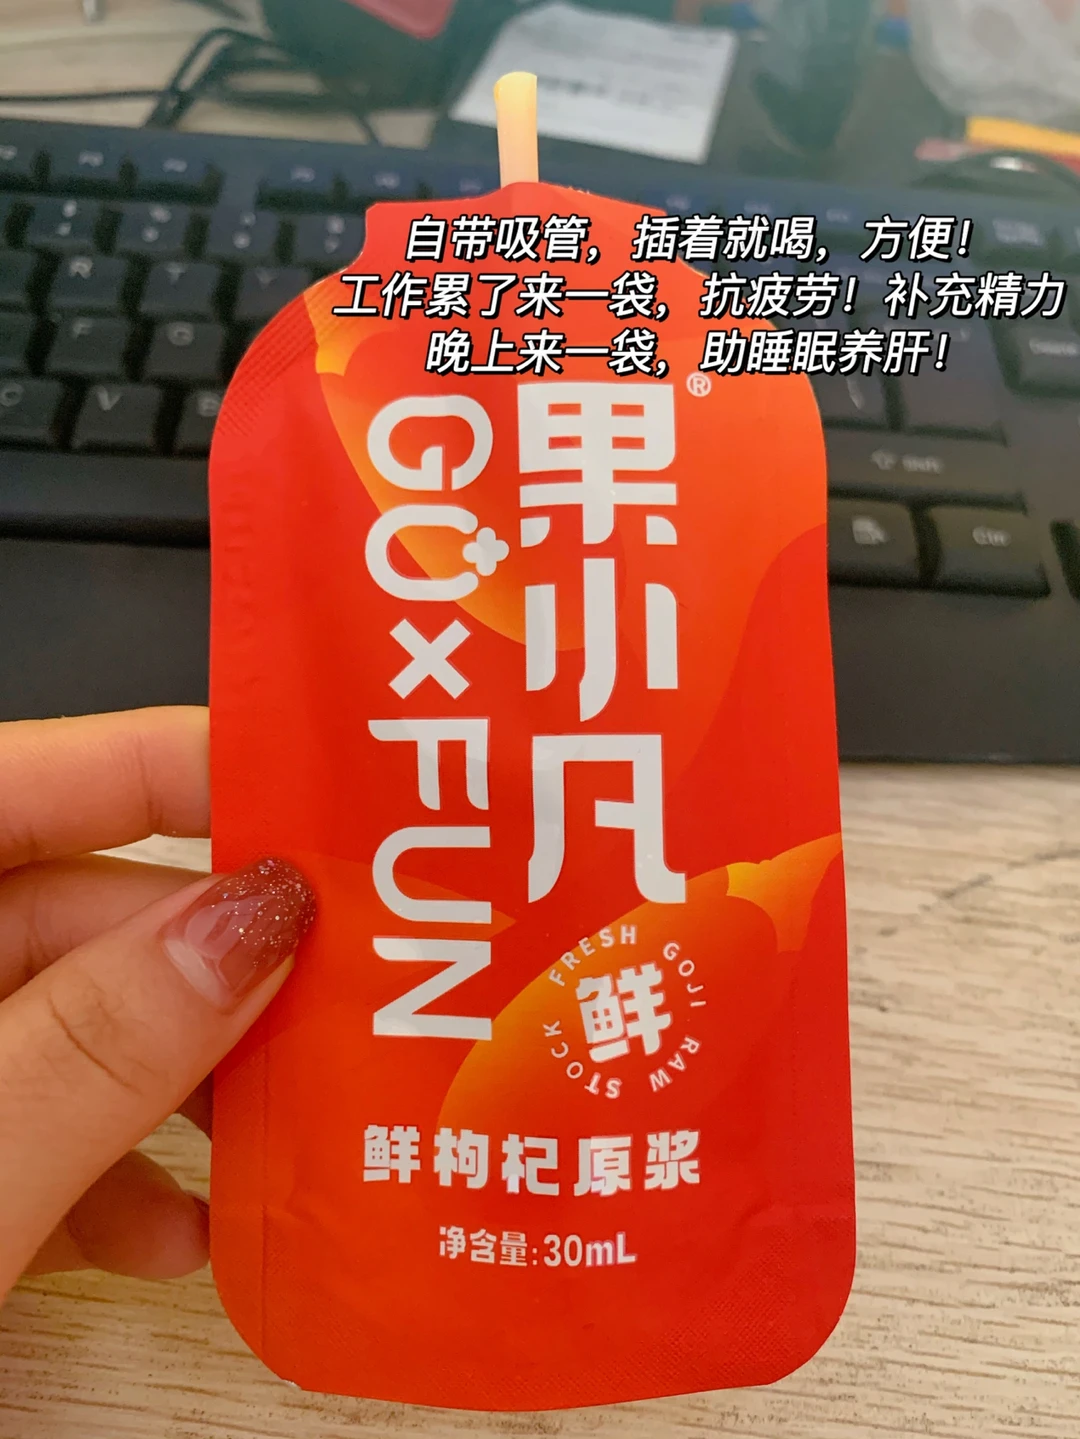 自带吸管，插着就喝，方便！
工作累了来一袋，抗疲劳！补充精力
晚上来一袋，助睡眠养肝！
果小凡®
GO×FUN
FRESH GOJI RAW STOCK
鲜
鲜枸杞原浆
净含量:30mL